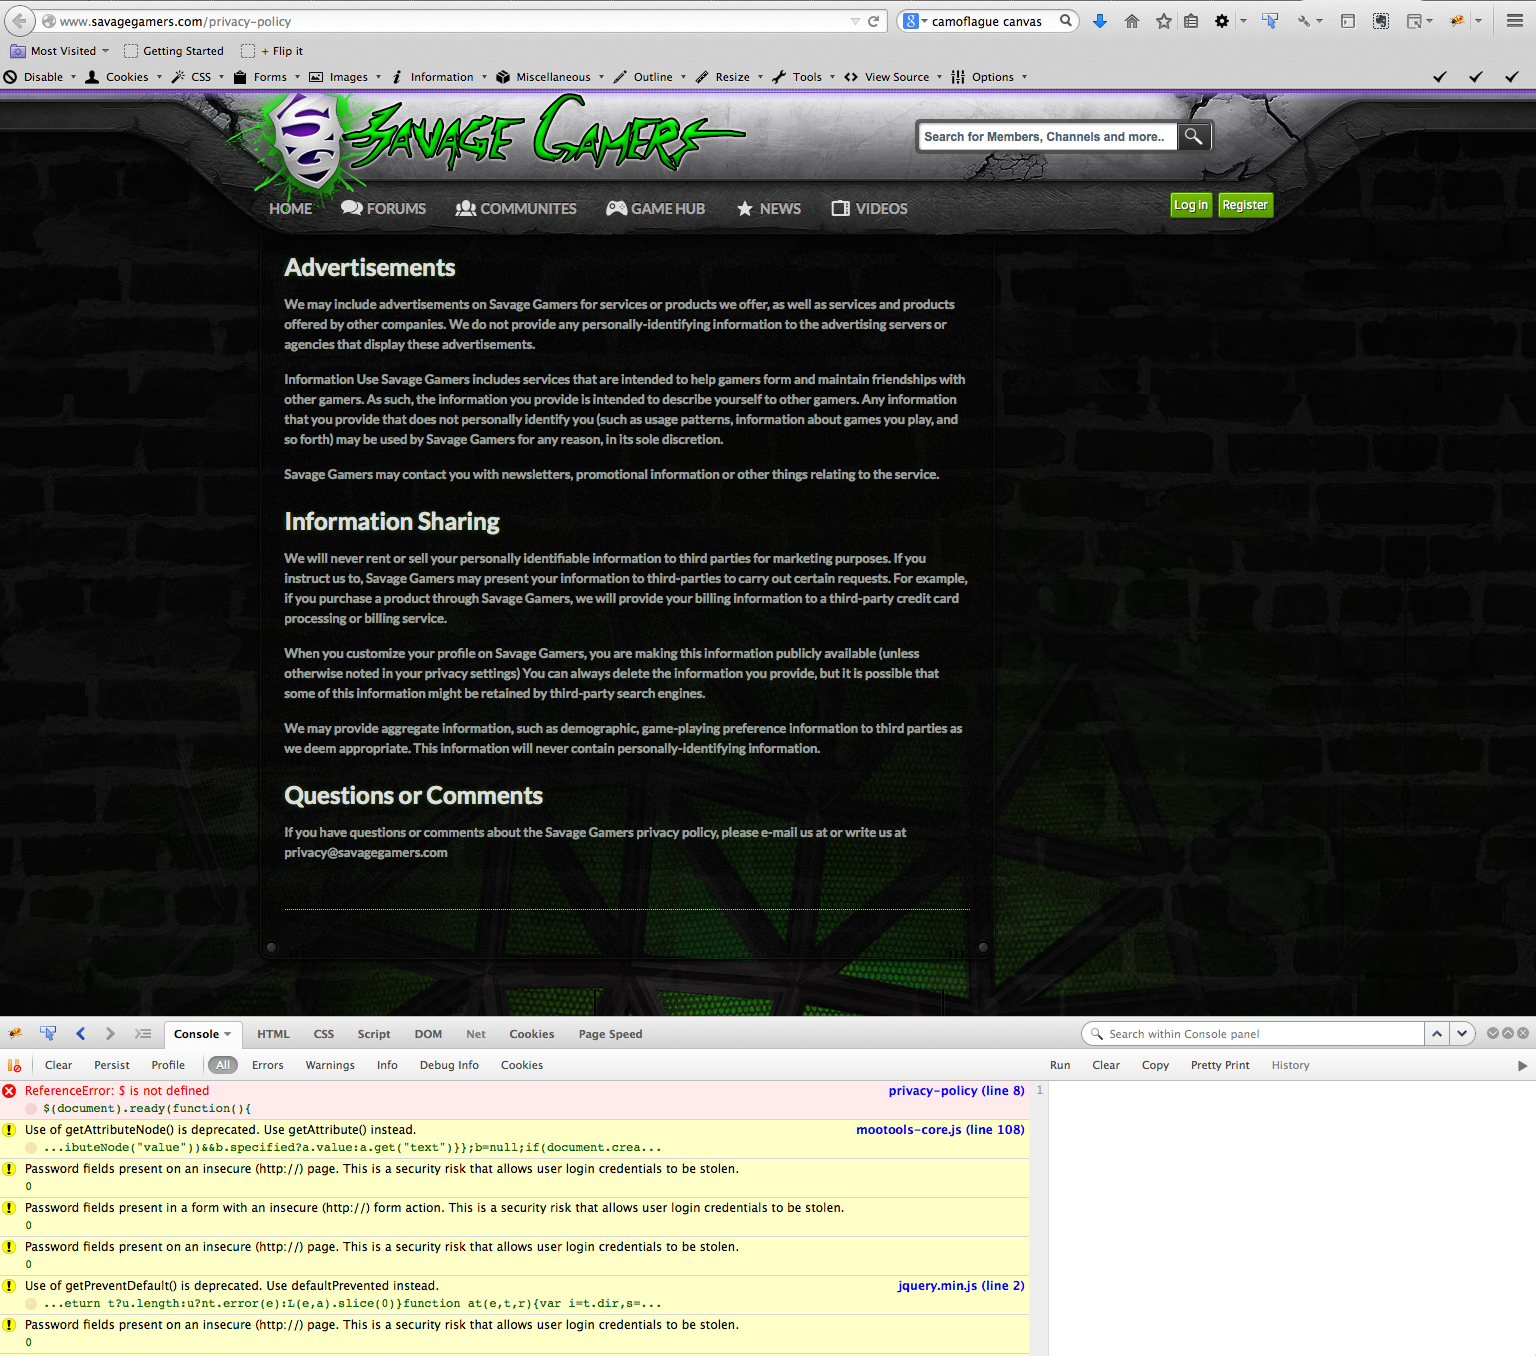 www.savagegamers.com/privacy-policy
camoflague canvas
Most Visited
Getting Started
+ Flip it
Disable
Cookies
CSS
Forms
Images
Information
Miscellaneous
Outline
Resize
Tools
View Source
Options
SAVAGE GAMERS
Search for Members, Channels and more..
HOME
FORUMS
COMMUNITES
GAME HUB
NEWS
VIDEOS
Log in
Register
Advertisements
We may include advertisements on Savage Gamers for services or products we offer, as well as services and products
offered by other companies. We do not provide any personally-identifying information to the advertising servers or
agencies that display these advertisements.
Information Use Savage Gamers includes services that are intended to help gamers form and maintain friendships with
other gamers. As such, the information you provide is intended to describe yourself to other gamers. Any information
that you provide that does not personally identify you (such as usage patterns, information about games you play, and
so forth) may be used by Savage Gamers for any reason, in its sole discretion.
Savage Gamers may contact you with newsletters, promotional information or other things relating to the service.
Information Sharing
We will never rent or sell your personally identifiable information to third parties for marketing purposes. If you
instruct us to, Savage Gamers may present your information to third-parties to carry out certain requests. For example,
if you purchase a product through Savage Gamers, we will provide your billing information to a third-party credit card
processing or billing service.
When you customize your profile on Savage Gamers, you are making this information publicly available (unless
otherwise noted in your privacy settings) You can always delete the information you provide, but it is possible that
some of this information might be retained by third-party search engines.
We may provide aggregate information, such as demographic, game-playing preference information to third parties as
we deem appropriate. This information will never contain personally-identifying information.
Questions or Comments
If you have questions or comments about the Savage Gamers privacy policy, please e-mail us at or write us at
privacy@savagegamers.com
Console
HTML
CSS
Script
DOM
Net
Cookies
Page Speed
Search within Console panel
Clear
Persist
Profile
All
Errors
Warnings
Info
Debug Info
Cookies
Run
Clear
Copy
Pretty Print
History
ReferenceError: $ is not defined
privacy-policy (line 8)
1
$(document).ready(function(){
Use of getAttributeNode() is deprecated. Use getAttribute() instead.
mootools-core.js (line 108)
...ibuteNode("value"))&&b.specified?a.value:a.get("text")}};b=null;if(document.crea...
Password fields present on an insecure (http://) page. This is a security risk that allows user login credentials to be stolen.
0
Password fields present in a form with an insecure (http://) form action. This is a security risk that allows user login credentials to be stolen.
0
Password fields present on an insecure (http://) page. This is a security risk that allows user login credentials to be stolen.
0
Use of getPreventDefault() is deprecated. Use defaultPrevented instead.
jquery.min.js (line 2)
...eturn t?u.length:u?nt.error(e):L(e,a).slice(0)}function at(e,t,r){var i=t.dir,s=...
Password fields present on an insecure (http://) page. This is a security risk that allows user login credentials to be stolen.
0